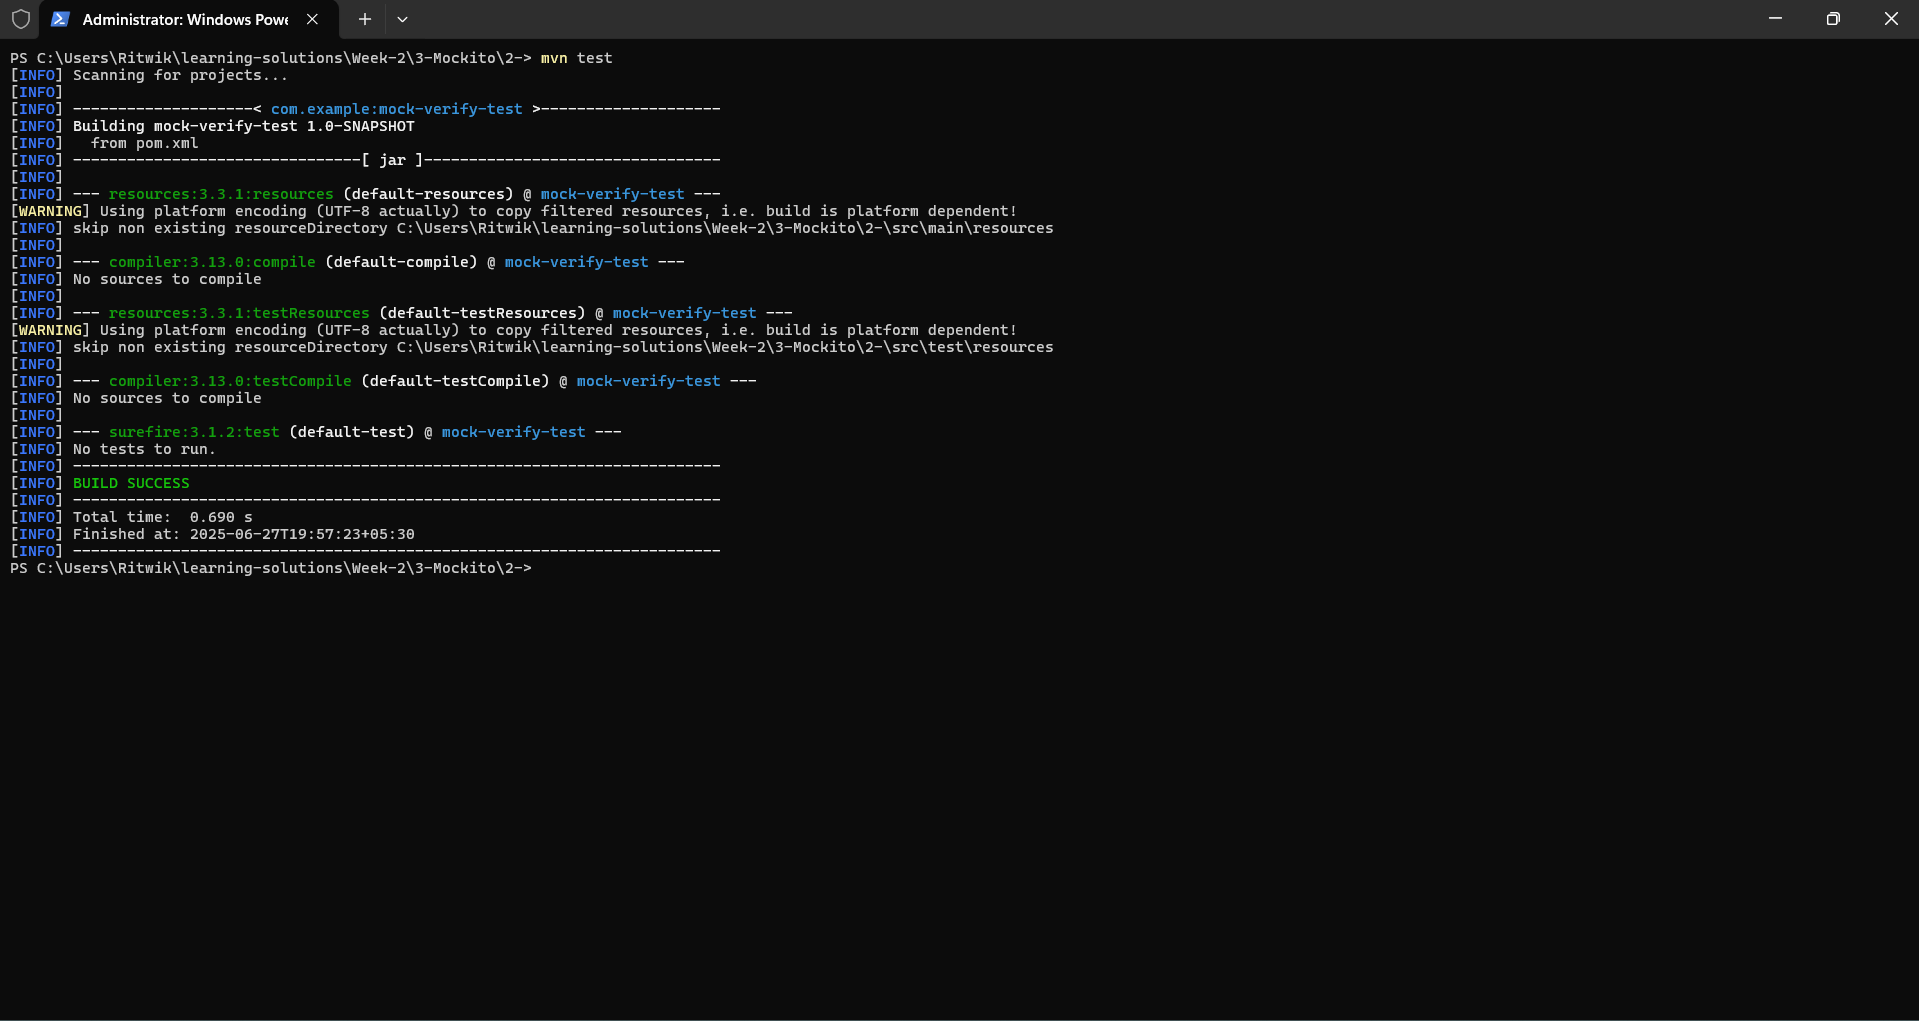 Administrator: Windows Powe
PS C:\Users\Ritwik\learning-solutions\Week-2\3-Mockito\2-> mvn test
[INFO] Scanning for projects...
[INFO]
[INFO] --------------------< com.example:mock-verify-test >--------------------
[INFO] Building mock-verify-test 1.0-SNAPSHOT
[INFO]   from pom.xml
[INFO] --------------------------------[ jar ]---------------------------------
[INFO]
[INFO] --- resources:3.3.1:resources (default-resources) @ mock-verify-test ---
[WARNING] Using platform encoding (UTF-8 actually) to copy filtered resources, i.e. build is platform dependent!
[INFO] skip non existing resourceDirectory C:\Users\Ritwik\learning-solutions\Week-2\3-Mockito\2-\src\main\resources
[INFO]
[INFO] --- compiler:3.13.0:compile (default-compile) @ mock-verify-test ---
[INFO] No sources to compile
[INFO]
[INFO] --- resources:3.3.1:testResources (default-testResources) @ mock-verify-test ---
[WARNING] Using platform encoding (UTF-8 actually) to copy filtered resources, i.e. build is platform dependent!
[INFO] skip non existing resourceDirectory C:\Users\Ritwik\learning-solutions\Week-2\3-Mockito\2-\src\test\resources
[INFO]
[INFO] --- compiler:3.13.0:testCompile (default-testCompile) @ mock-verify-test ---
[INFO] No sources to compile
[INFO]
[INFO] --- surefire:3.1.2:test (default-test) @ mock-verify-test ---
[INFO] No tests to run.
[INFO] ------------------------------------------------------------------------
[INFO] BUILD SUCCESS
[INFO] ------------------------------------------------------------------------
[INFO] Total time:  0.690 s
[INFO] Finished at: 2025-06-27T19:57:23+05:30
[INFO] ------------------------------------------------------------------------
PS C:\Users\Ritwik\learning-solutions\Week-2\3-Mockito\2->